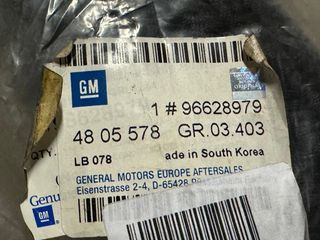 GM
1 # 96628979
48 05 578 GR.03.403
QTY
LB 078 ade in South Korea
GENERAL MOTORS EUROPE AFTERSALES
Eisenstrasse 2-4, D-65428
Genu
GM